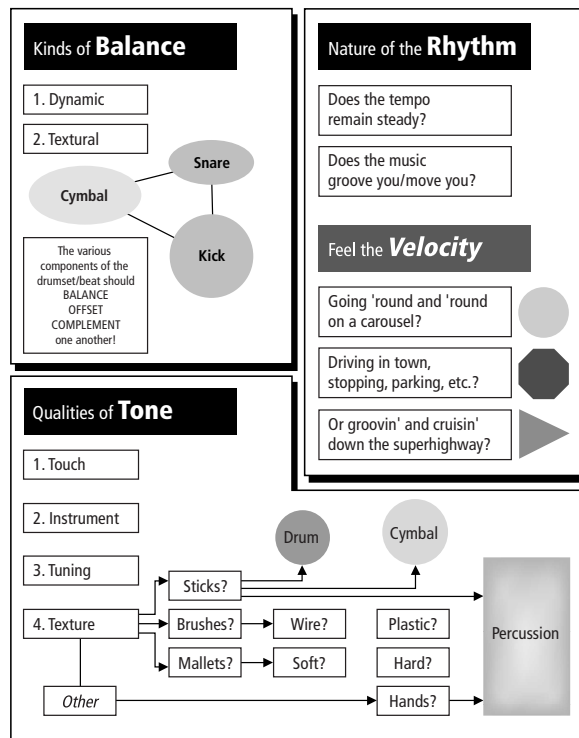 Kinds of Balance
1. Dynamic
2. Textural
Snare
Cymbal
Kick
The various
components of the
drumset/beat should
BALANCE
OFFSET
COMPLEMENT
one another!
Nature of the Rhythm
Does the tempo
remain steady?
Does the music
groove you/move you?
Feel the Velocity
Going 'round and 'round
on a carousel?
Driving in town,
stopping, parking, etc.?
Or groovin' and cruisin'
down the superhighway?
Qualities of Tone
1. Touch
2. Instrument
3. Tuning
4. Texture
Other
Sticks?
Brushes?
Mallets?
Drum
Cymbal
Wire?
Plastic?
Soft?
Hard?
Hands?
Percussion